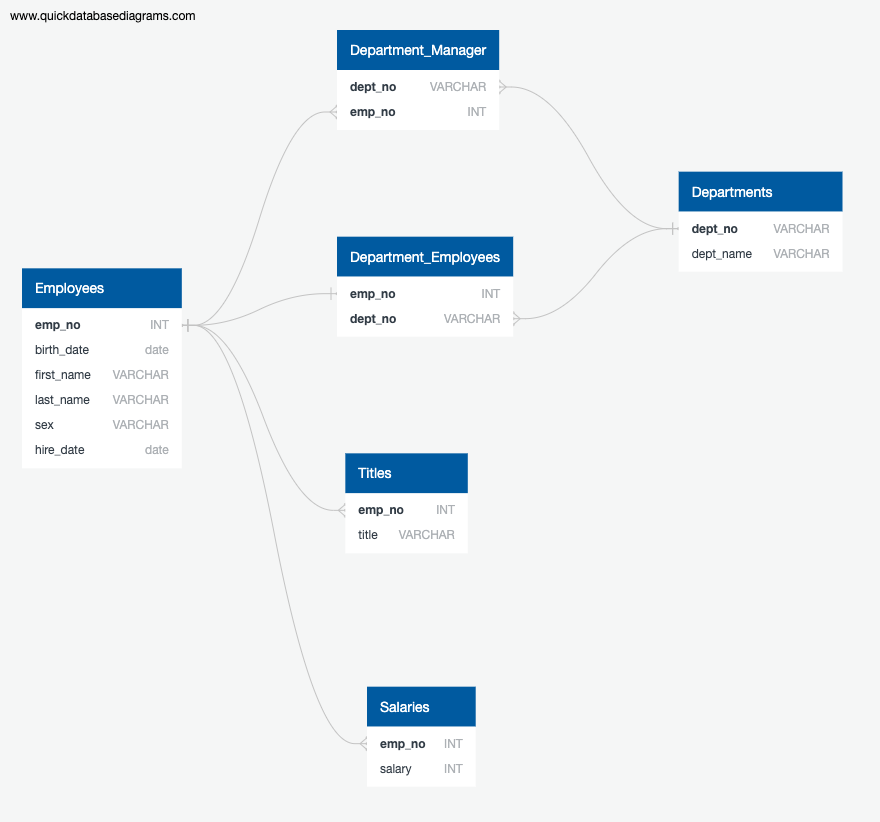 www.quickdatabasediagrams.com
Department_Manager
dept_no VARCHAR
emp_no INT
Departments
dept_no VARCHAR
dept_name VARCHAR
Department_Employees
emp_no INT
dept_no VARCHAR
Employees
emp_no INT
birth_date date
first_name VARCHAR
last_name VARCHAR
sex VARCHAR
hire_date date
Titles
emp_no INT
title VARCHAR
Salaries
emp_no INT
salary INT